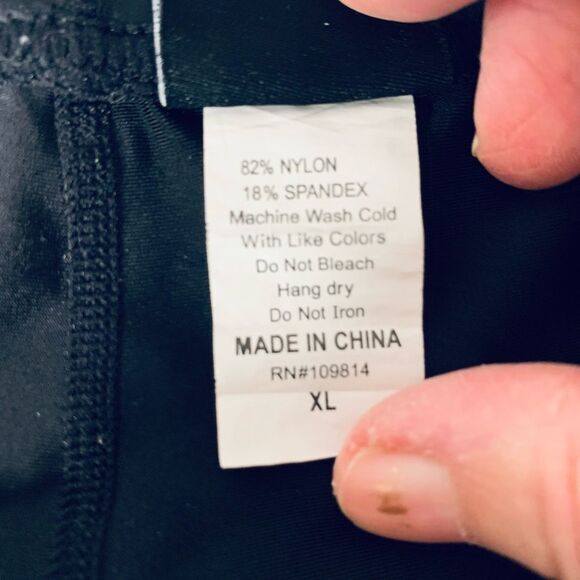 82% NYLON
18% SPANDEX
Machine Wash Cold
With Like Colors
Do Not Bleach
Hang dry
Do Not Iron
MADE IN CHINA
RN#109814
XL